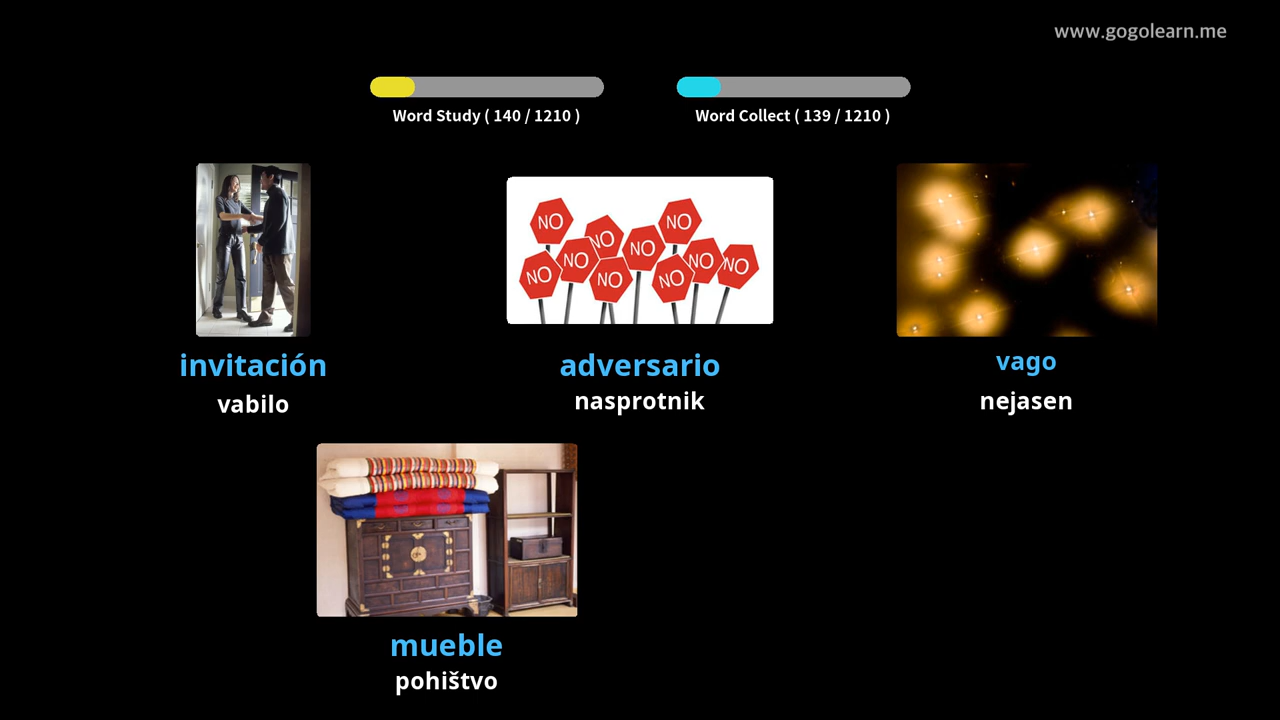 www.gogolearn.me
Word Study ( 140 / 1210 )
Word Collect ( 139 / 1210 )
NO
NO
NO
NO
NO
NO
NO
NO
NO
NO
invitación
vabilo
adversario
nasprotnik
vago
nejasen
mueble
pohištvo